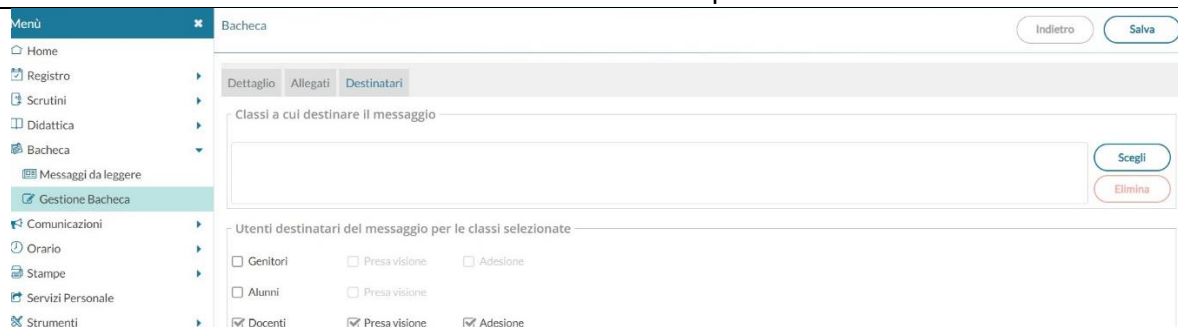 Menù
Bacheca
Indietro
Salva
Home
Registro
Scrutini
Didattica
Bacheca
Messaggi da leggere
Gestione Bacheca
Comunicazioni
Orario
Stampe
Servizi Personale
Strumenti
Dettaglio Allegati Destinatari
Classi a cui destinare il messaggio
Scegli
Elimina
Utenti destinatari del messaggio per le classi selezionate
Genitori Presa visione Adesione
Alunni Presa visione
Docenti Presa visione Adesione